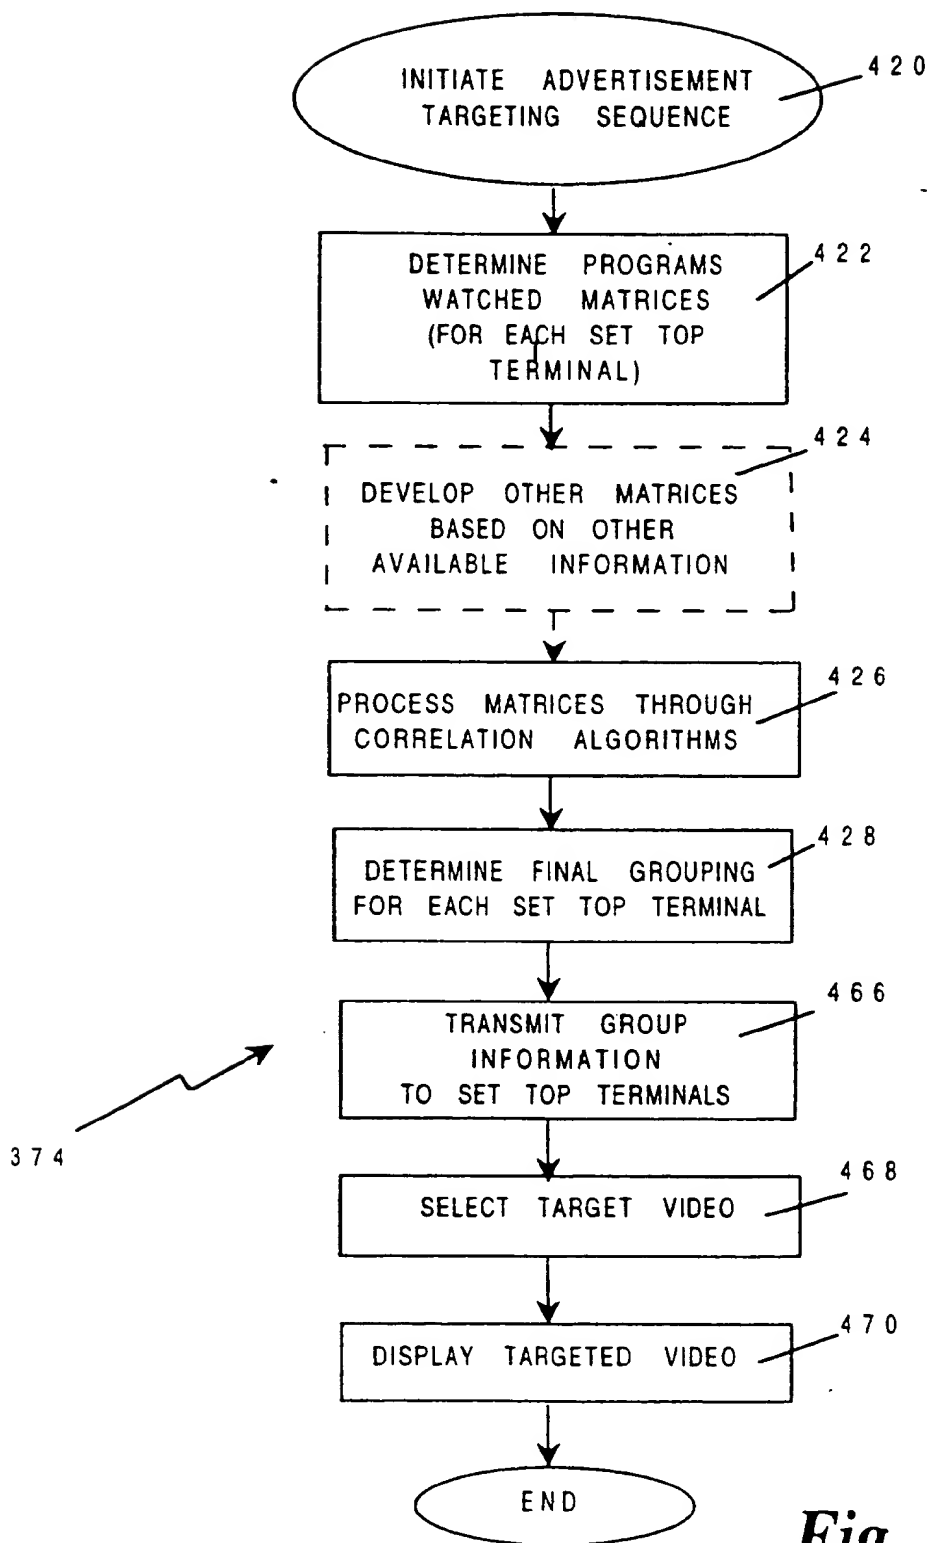 INITIATE ADVERTISEMENT
TARGETING SEQUENCE
420
DETERMINE PROGRAMS
WATCHED MATRICES
(FOR EACH SET TOP
TERMINAL)
422
424
DEVELOP OTHER MATRICES
BASED ON OTHER
AVAILABLE INFORMATION
426
PROCESS MATRICES THROUGH
CORRELATION ALGORITHMS
428
DETERMINE FINAL GROUPING
FOR EACH SET TOP TERMINAL
466
TRANSMIT GROUP
INFORMATION
TO SET TOP TERMINALS
374
468
SELECT TARGET VIDEO
470
DISPLAY TARGETED VIDEO
END
Fig